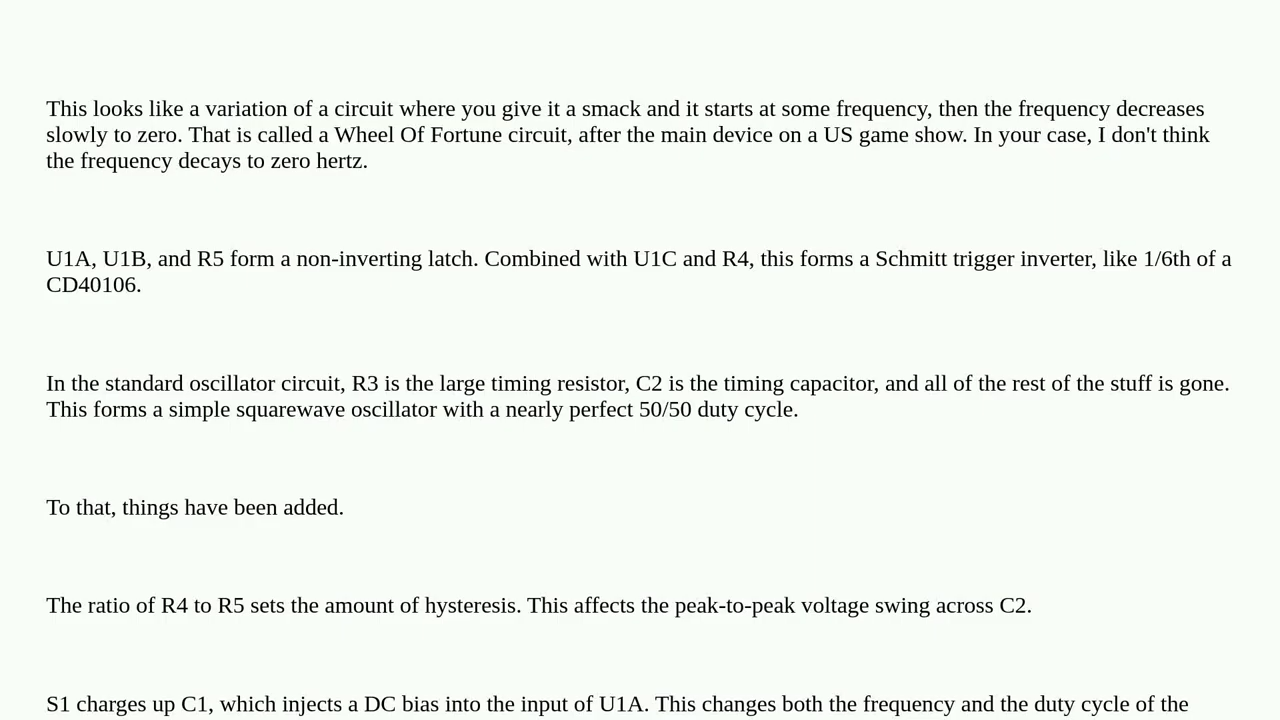 This looks like a variation of a circuit where you give it a smack and it starts at some frequency, then the frequency decreases
slowly to zero. That is called a Wheel Of Fortune circuit, after the main device on a US game show. In your case, I don't think
the frequency decays to zero hertz.
U1A, U1B, and R5 form a non-inverting latch. Combined with U1C and R4, this forms a Schmitt trigger inverter, like 1/6th of a
CD40106.
In the standard oscillator circuit, R3 is the large timing resistor, C2 is the timing capacitor, and all of the rest of the stuff is gone.
This forms a simple squarewave oscillator with a nearly perfect 50/50 duty cycle.
To that, things have been added.
The ratio of R4 to R5 sets the amount of hysteresis. This affects the peak-to-peak voltage swing across C2.
S1 charges up C1, which injects a DC bias into the input of U1A. This changes both the frequency and the duty cycle of the